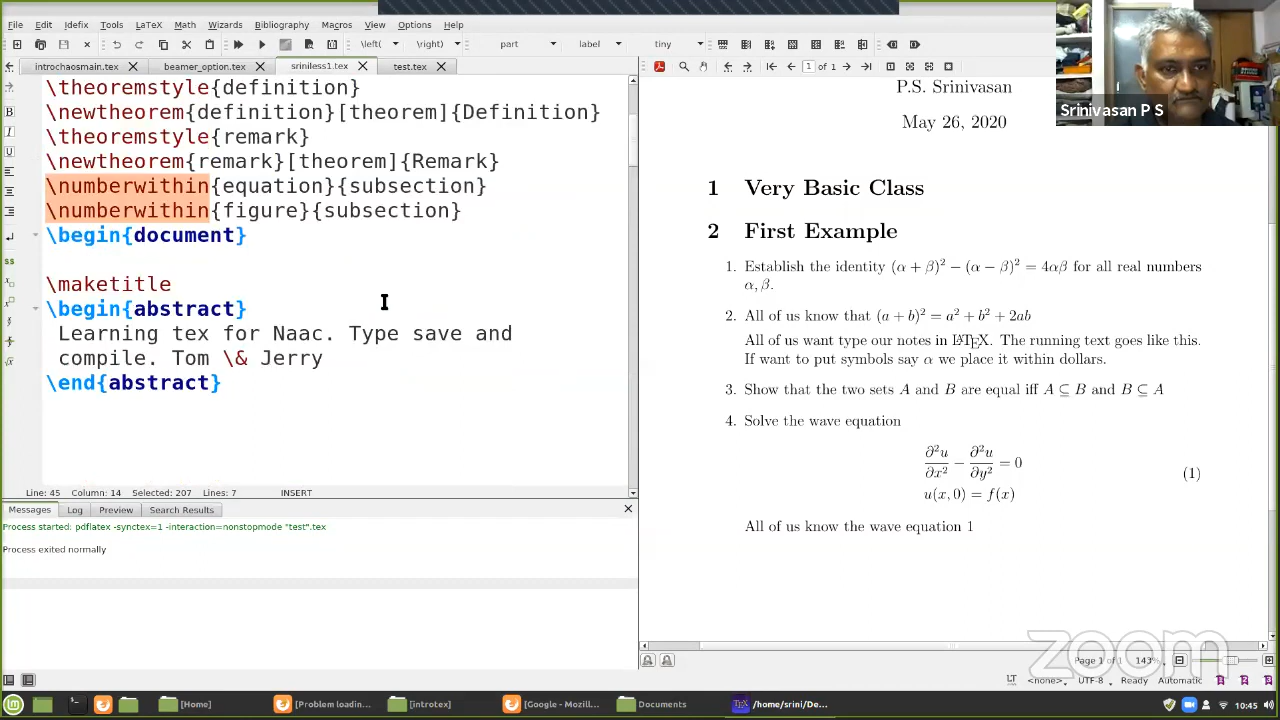 File Edit Idefix Tools LaTeX Math Wizards Bibliography Macros View Options Help
\left( \right) part label tiny
introchaosmain.tex beamer_option.tex sriniless1.tex test.tex
1 of 1
\theoremstyle{definition}
\newtheorem{definition}[theorem]{Definition}
\theoremstyle{remark}
\newtheorem{remark}[theorem]{Remark}
\numberwithin{equation}{subsection}
\numberwithin{figure}{subsection}
\begin{document}
\maketitle
\begin{abstract}
Learning tex for Naac. Type save and
compile. Tom \& Jerry
\end{abstract}
Line: 45 Column: 14 Selected: 207 Lines: 7 INSERT
Messages Log Preview Search Results
Process started: pdflatex -synctex=1 -interaction=nonstopmode "test".tex
Process exited normally
P.S. Srinivasan
May 26, 2020
1 Very Basic Class
2 First Example
1. Establish the identity (α + β)² − (α − β)² = 4αβ for all real numbers
α, β.
2. All of us know that (a + b)² = a² + b² + 2ab
All of us want type our notes in LATEX. The running text goes like this.
If want to put symbols say α we place it within dollars.
3. Show that the two sets A and B are equal iff A ⊆ B and B ⊆ A
4. Solve the wave equation
∂²u/∂x² − ∂²u/∂y² = 0
(1)
u(x, 0) = f(x)
All of us know the wave equation 1
Srinivasan P S
zoom
Page 1 of 1 143%
LT <none> UTF-8 Ready Automatic
[Home] [Problem loadin... [introtex] [Google - Mozill... Documents /home/srini/De... 10:45